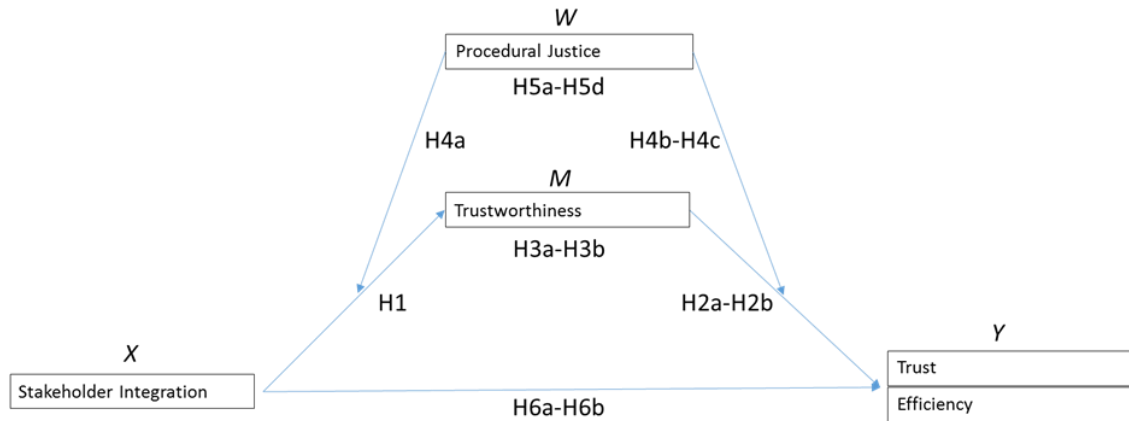 W
Procedural Justice
H5a-H5d
H4a
H4b-H4c
M
Trustworthiness
H3a-H3b
H1
H2a-H2b
X
Stakeholder Integration
Y
Trust
Efficiency
H6a-H6b